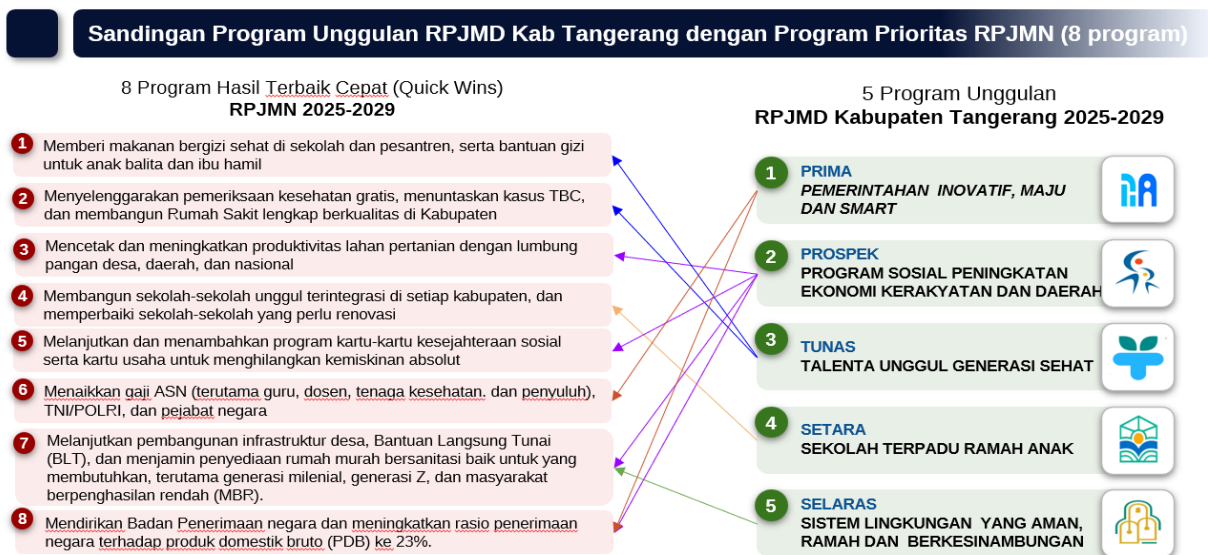 Sandingan Program Unggulan RPJMD Kab Tangerang dengan Program Prioritas RPJMN (8 program)
8 Program Hasil Terbaik Cepat (Quick Wins)
RPJMN 2025-2029
1
Memberi makanan bergizi sehat di sekolah dan pesantren, serta bantuan gizi
untuk anak balita dan ibu hamil
2
Menyelenggarakan pemeriksaan kesehatan gratis, menuntaskan kasus TBC,
dan membangun Rumah Sakit lengkap berkualitas di Kabupaten
3
Mencetak dan meningkatkan produktivitas lahan pertanian dengan lumbung
pangan desa, daerah, dan nasional
4
Membangun sekolah-sekolah unggul terintegrasi di setiap kabupaten, dan
memperbaiki sekolah-sekolah yang perlu renovasi
5
Melanjutkan dan menambahkan program kartu-kartu kesejahteraan sosial
serta kartu usaha untuk menghilangkan kemiskinan absolut
6
Menaikkan gaji ASN (terutama guru, dosen, tenaga kesehatan. dan penyuluh),
TNI/POLRI, dan pejabat negara
7
Melanjutkan pembangunan infrastruktur desa, Bantuan Langsung Tunai
(BLT), dan menjamin penyediaan rumah murah bersanitasi baik untuk yang
membutuhkan, terutama generasi milenial, generasi Z, dan masyarakat
berpenghasilan rendah (MBR).
8
Mendirikan Badan Penerimaan negara dan meningkatkan rasio penerimaan
negara terhadap produk domestik bruto (PDB) ke 23%.
5 Program Unggulan
RPJMD Kabupaten Tangerang 2025-2029
1
PRIMA
PEMERINTAHAN INOVATIF, MAJU
DAN SMART
2
PROSPEK
PROGRAM SOSIAL PENINGKATAN
EKONOMI KERAKYATAN DAN DAERAH
3
TUNAS
TALENTA UNGGUL GENERASI SEHAT
4
SETARA
SEKOLAH TERPADU RAMAH ANAK
5
SELARAS
SISTEM LINGKUNGAN YANG AMAN,
RAMAH DAN BERKESINAMBUNGAN